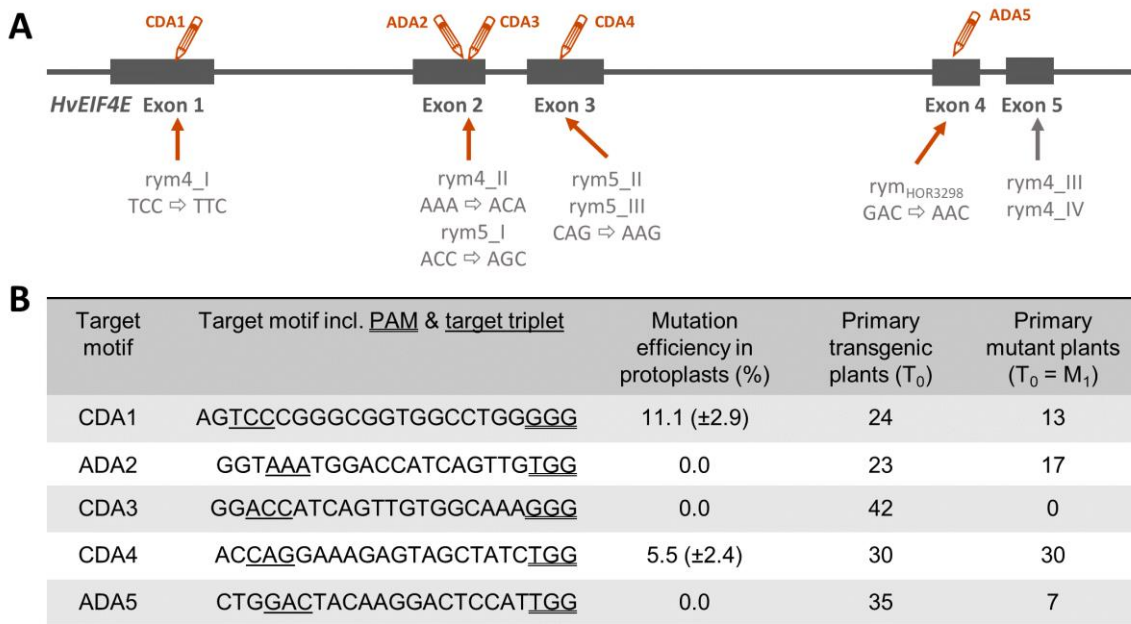 A
CDA1
ADA2
CDA3
CDA4
ADA5
HvEIF4E Exon 1
Exon 2
Exon 3
Exon 4
Exon 5
rym4_I
TCC ⇨ TTC
rym4_II
AAA ⇨ ACA
rym5_I
ACC ⇨ AGC
rym5_II
rym5_III
CAG ⇨ AAG
rymHOR3298
GAC ⇨ AAC
rym4_III
rym4_IV
B
Target motif
Target motif incl. PAM & target triplet
Mutation efficiency in protoplasts (%)
Primary transgenic plants (T0)
Primary mutant plants (T0 = M1)
CDA1 AGTCCCGGGCGGTGGCCTGGGGG 11.1 (±2.9) 24 13
ADA2 GGTAAATGGACCATCAGTTGTGG 0.0 23 17
CDA3 GGACCATCAGTTGTGGCAAAGGG 0.0 42 0
CDA4 ACCAGGAAAGAGTAGCTATCTGG 5.5 (±2.4) 30 30
ADA5 CTGGACTACAAGGACTCCATTGG 0.0 35 7